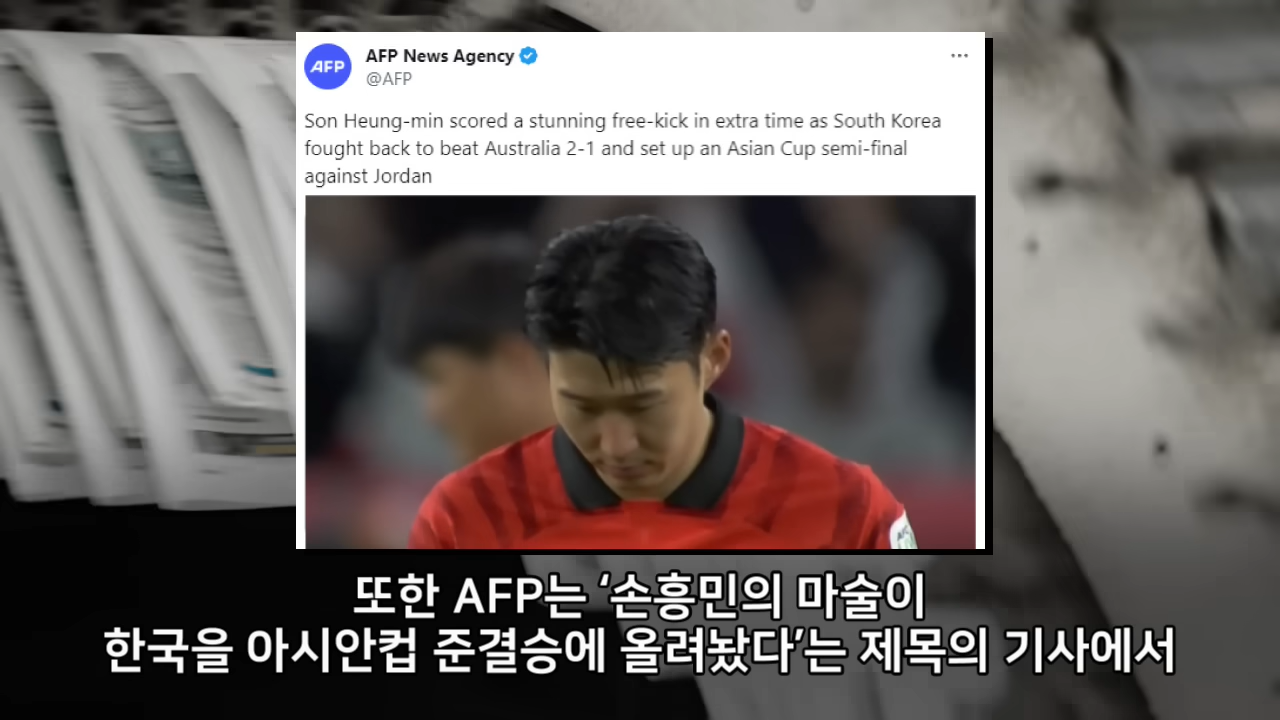 AFP
AFP News Agency
@AFP
Son Heung-min scored a stunning free-kick in extra time as South Korea
fought back to beat Australia 2-1 and set up an Asian Cup semi-final
against Jordan
또한 AFP는 ‘손흥민의 마술이
한국을 아시안컵 준결승에 올려놨다’는 제목의 기사에서